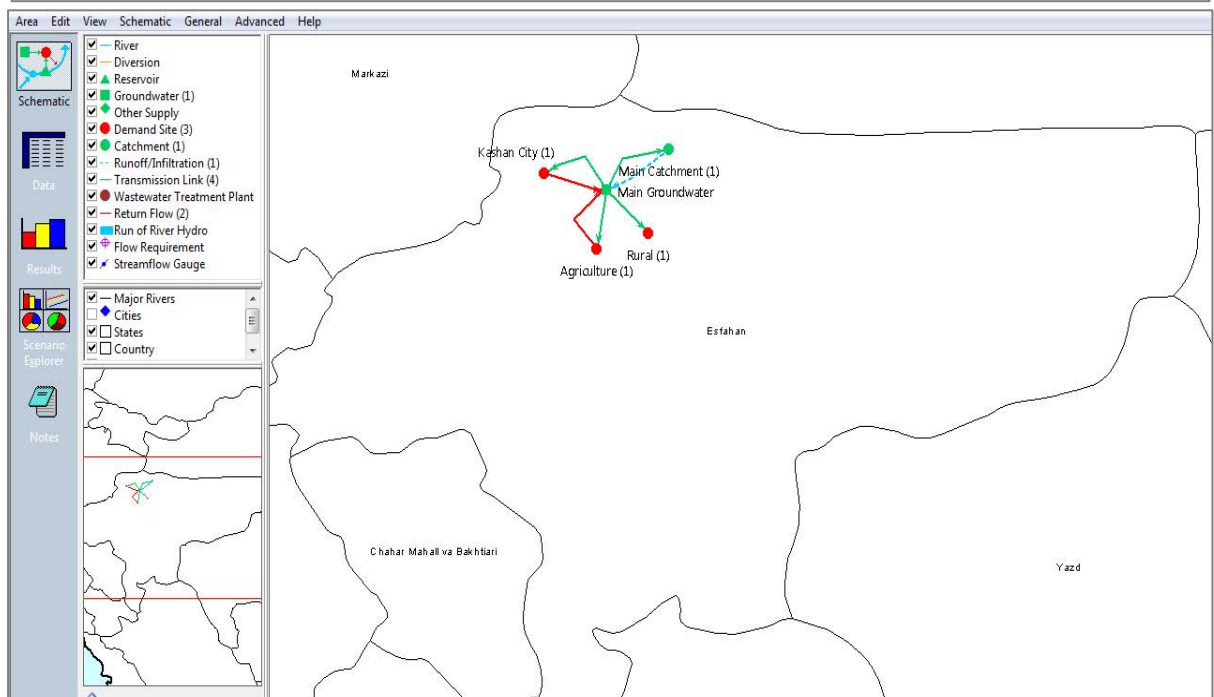 Area Edit View Schematic General Advanced Help
Schematic
Data
Results
Scenario
Explorer
Notes
River
Diversion
Reservoir
Groundwater (1)
Other Supply
Demand Site (3)
Catchment (1)
Runoff/Infiltration (1)
Transmission Link (4)
Wastewater Treatment Plant
Return Flow (2)
Run of River Hydro
Flow Requirement
Streamflow Gauge
Major Rivers
Cities
States
Country
Markazi
Kashan City (1)
Main Catchment (1)
Main Groundwater
Rural (1)
Agriculture (1)
Esfahan
Chahar Mahall va Bakhtiari
Yazd